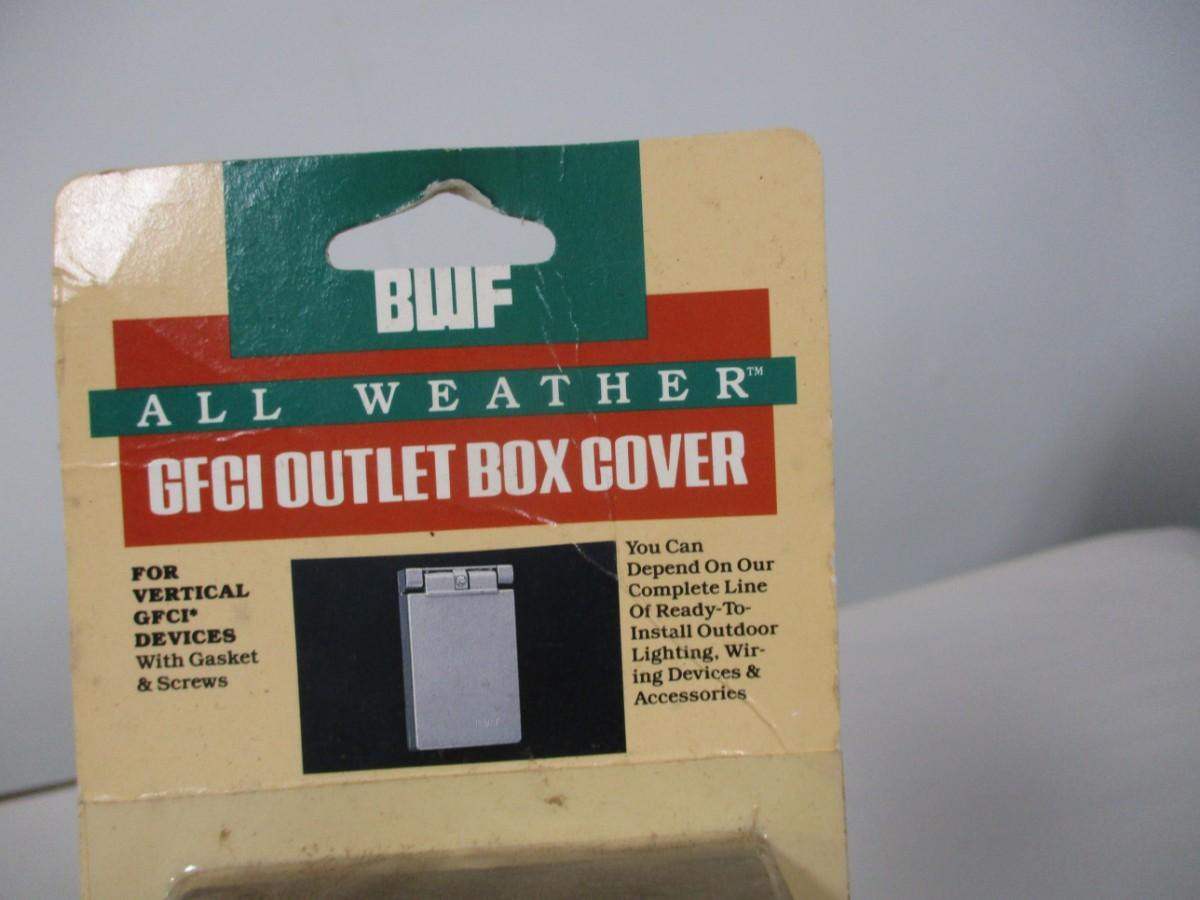 BWF
ALL WEATHER™
GFCI OUTLET BOX COVER
FOR
VERTICAL
GFCI*
DEVICES
With Gasket
& Screws
BWF
You Can
Depend On Our
Complete Line
Of Ready-To-
Install Outdoor
Lighting, Wir-
ing Devices &
Accessories